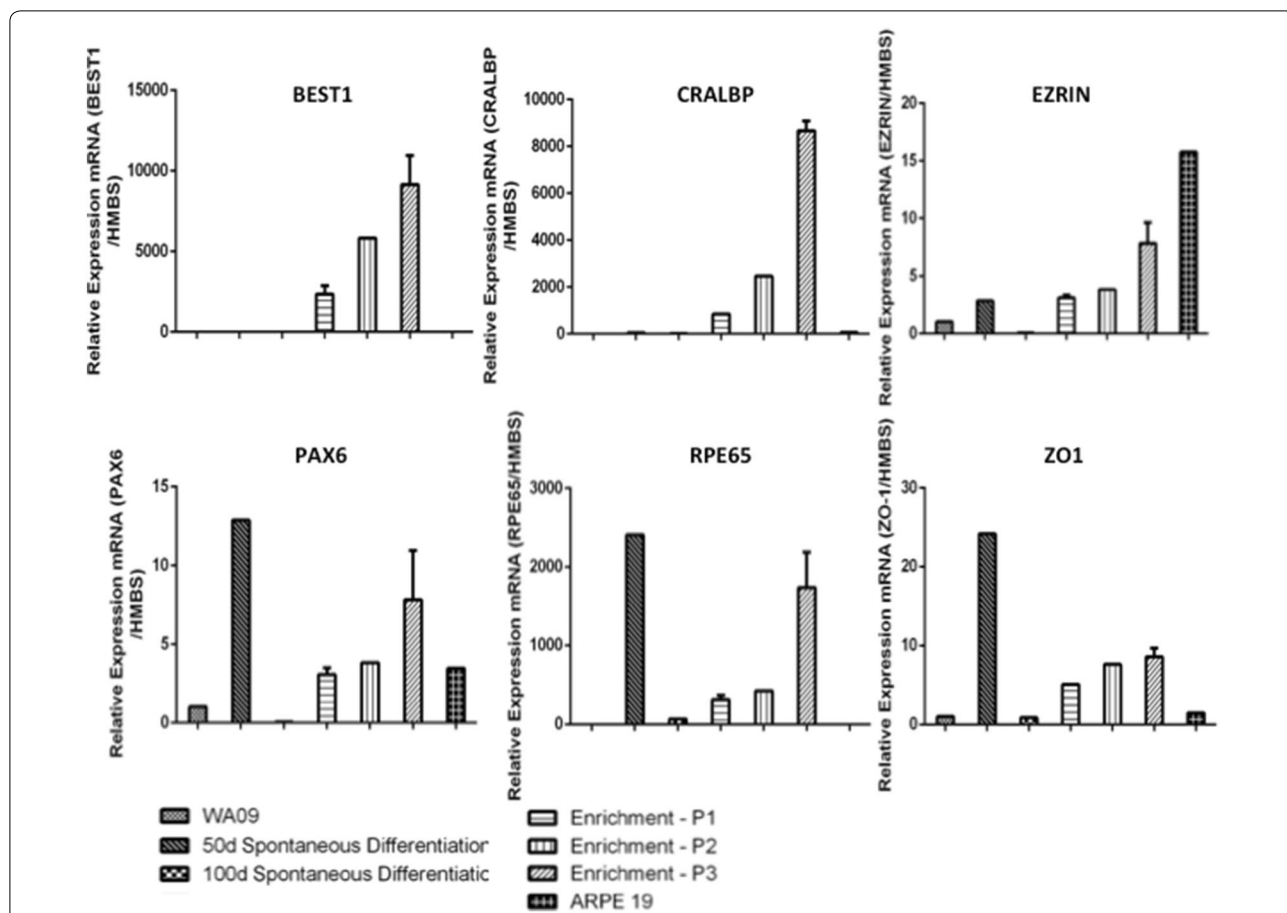 BEST1
Relative Expression mRNA (BEST1
/HMBS)
15000
10000
5000
0
CRALBP
Relative Expression mRNA (CRALBP
/HMBS)
10000
8000
6000
4000
2000
0
EZRIN
Relative Expression mRNA (EZRIN/HMBS)
20
15
10
5
0
PAX6
Relative Expression mRNA (PAX6
/HMBS)
15
10
5
0
RPE65
Relative Expression mRNA (RPE65/HMBS)
3000
2000
1000
0
ZO1
Relative Expression mRNA (ZO-1/HMBS)
30
20
10
0
WA09
50d Spontaneous Differentiation
100d Spontaneous Differentiatic
Enrichment - P1
Enrichment - P2
Enrichment - P3
ARPE 19